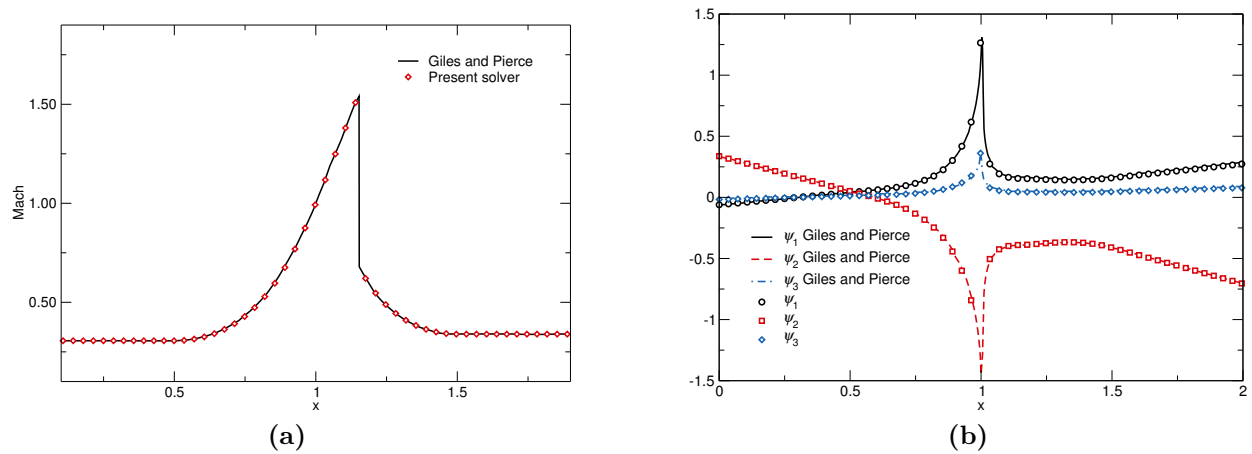 Giles and Pierce
Present solver
1.50
1.00
0.50
Mach
0.5
1
1.5
x
(a)
1.5
1
0.5
0
-0.5
-1
-1.5
ψ1 Giles and Pierce
ψ2 Giles and Pierce
ψ3 Giles and Pierce
ψ1
ψ2
ψ3
0
0.5
1
1.5
2
x
(b)